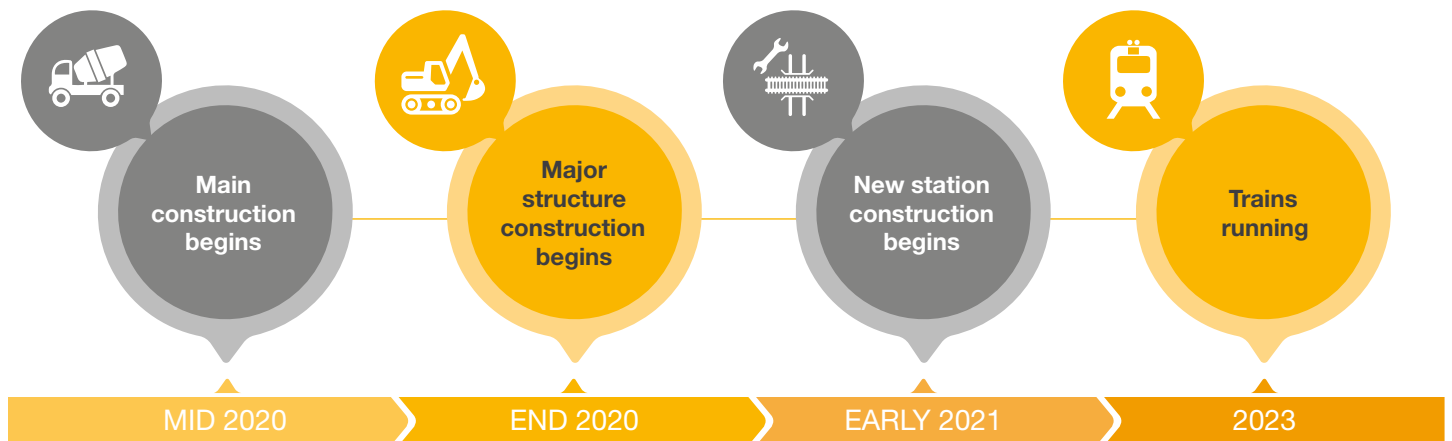 Main
construction
begins
Major
structure
construction
begins
New station
construction
begins
Trains
running
MID 2020
END 2020
EARLY 2021
2023